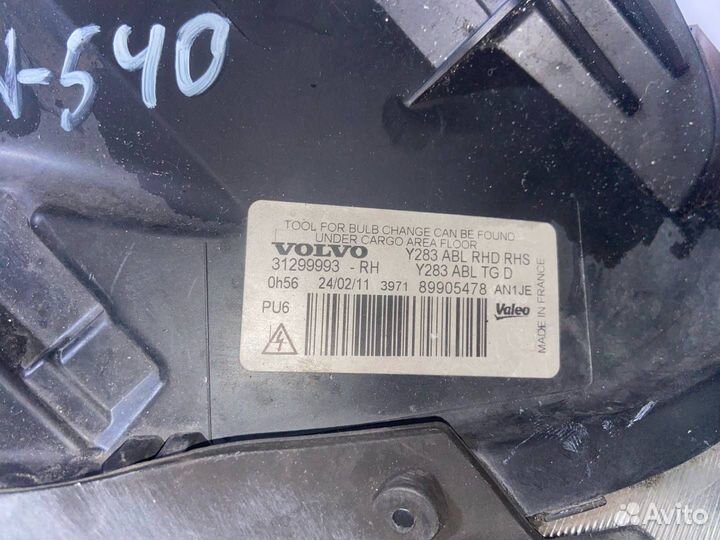 -540
TOOL FOR BULB CHANGE CAN BE FOUND
UNDER CARGO AREA FLOOR
VOLVO Y283 ABL RHD RHS
31299993 - RH Y283 ABL TG D
0h56 24/02/11 3971 89905478 AN1JE
PU6
Valeo
MADE IN FRANCE
Avito